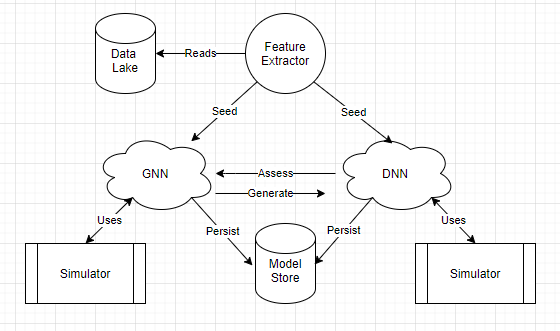 Data
Lake
Reads
Feature
Extractor
Seed
Seed
GNN
Assess
Generate
DNN
Uses
Persist
Persist
Uses
Simulator
Model
Store
Simulator